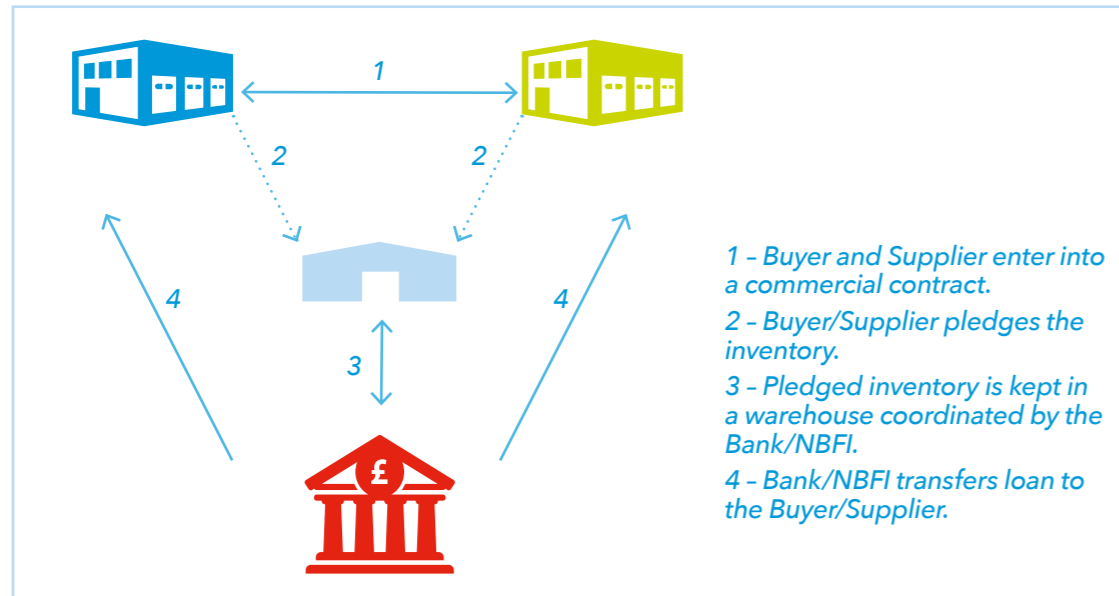 1
2
2
4
4
3
£
1 – Buyer and Supplier enter into
a commercial contract.
2 – Buyer/Supplier pledges the
inventory.
3 – Pledged inventory is kept in
a warehouse coordinated by the
Bank/NBFI.
4 – Bank/NBFI transfers loan to
the Buyer/Supplier.